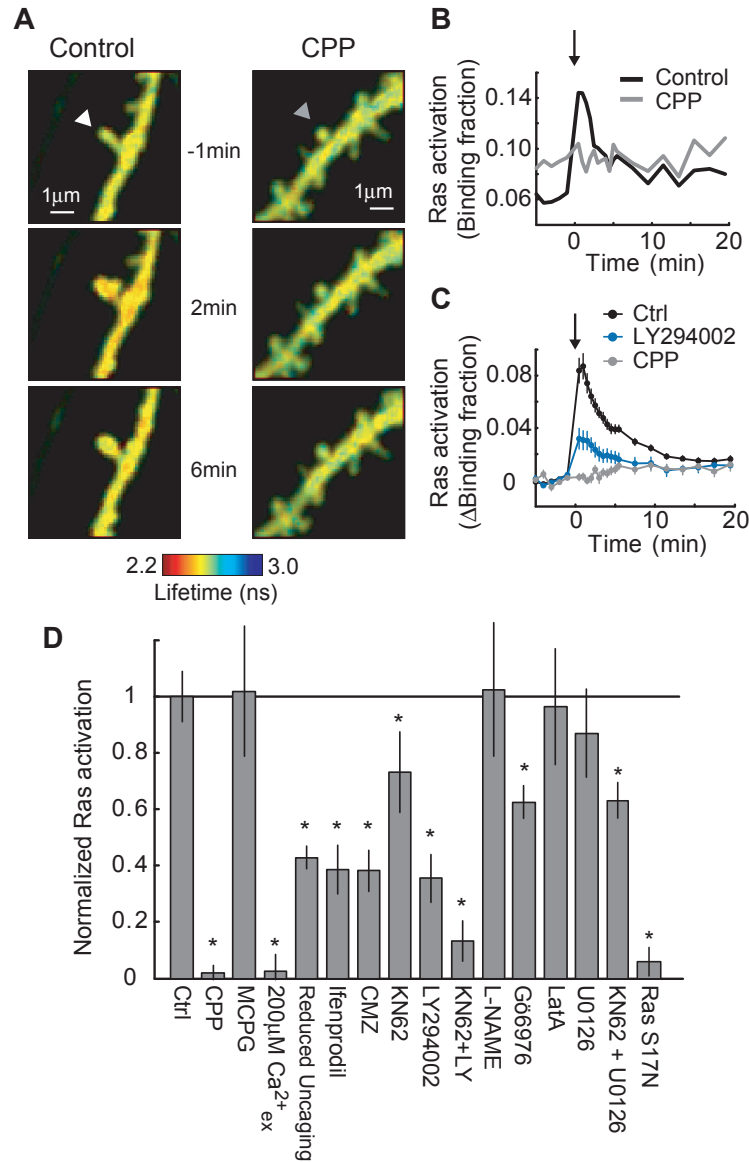 A
Control
CPP
-1min
1μm
1μm
2min
6min
2.2
3.0
Lifetime (ns)
B
Ras activation
(Binding fraction)
0.14
0.10
0.06
Control
CPP
0
10
20
Time (min)
C
Ras activation
(ΔBinding fraction)
0.08
0.04
0
Ctrl
LY294002
CPP
0
10
20
Time (min)
D
Normalized Ras activation
1
0.8
0.6
0.4
0.2
0
*
*
*
*
*
*
*
*
*
*
*
Ctrl
CPP
MCPG
200μM Ca2+ex
Reduced Uncaging
Ifenprodil
CMZ
KN62
LY294002
KN62+LY
L-NAME
Gö6976
LatA
U0126
KN62 + U0126
Ras S17N